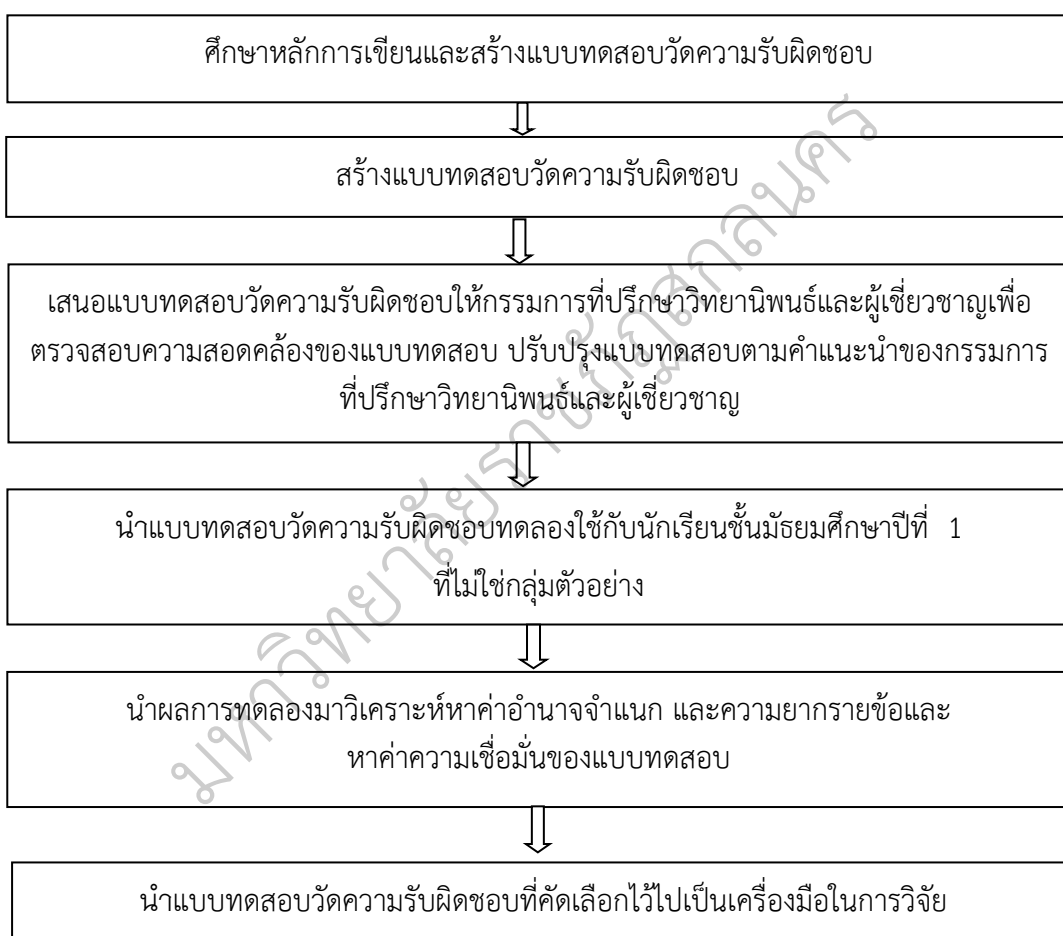 ศึกษาหลักการเขียนและสร้างแบบทดสอบวัดความรับผิดชอบ
สร้างแบบทดสอบวัดความรับผิดชอบ
เสนอแบบทดสอบวัดความรับผิดชอบให้กรรมการที่ปรึกษาวิทยานิพนธ์และผู้เชี่ยวชาญเพื่อ
ตรวจสอบความสอดคล้องของแบบทดสอบ ปรับปรุงแบบทดสอบตามคำแนะนำของกรรมการ
ที่ปรึกษาวิทยานิพนธ์และผู้เชี่ยวชาญ
นำแบบทดสอบวัดความรับผิดชอบทดลองใช้กับนักเรียนชั้นมัธยมศึกษาปีที่ 1
ที่ไม่ใช่กลุ่มตัวอย่าง
นำผลการทดลองมาวิเคราะห์หาค่าอำนาจจำแนก และความยากรายข้อและ
หาค่าความเชื่อมั่นของแบบทดสอบ
นำแบบทดสอบวัดความรับผิดชอบที่คัดเลือกไว้ไปเป็นเครื่องมือในการวิจัย
มหาวิทยาลัยราชภัฏสกลนคร